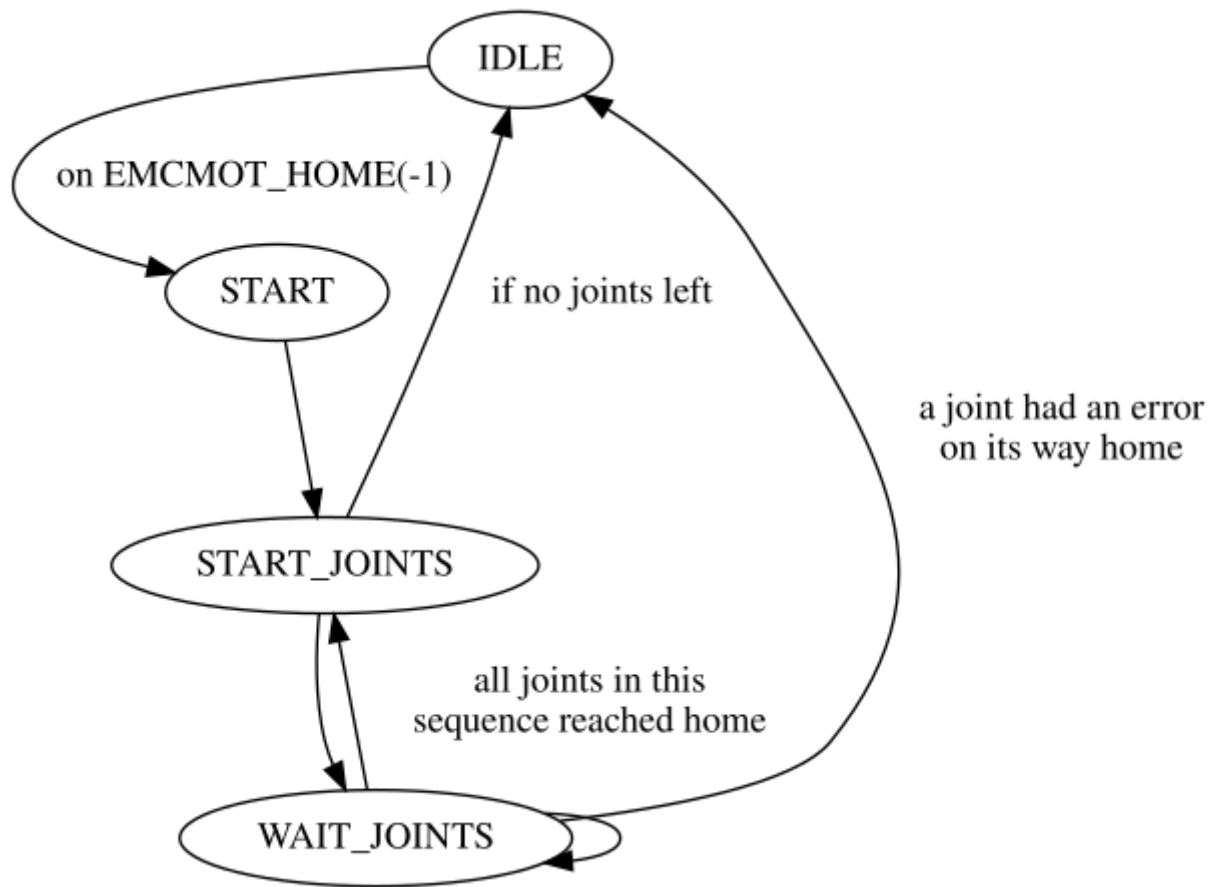 IDLE
on EMCMOT_HOME(-1)
START
if no joints left
a joint had an error
on its way home
START_JOINTS
all joints in this
sequence reached home
WAIT_JOINTS